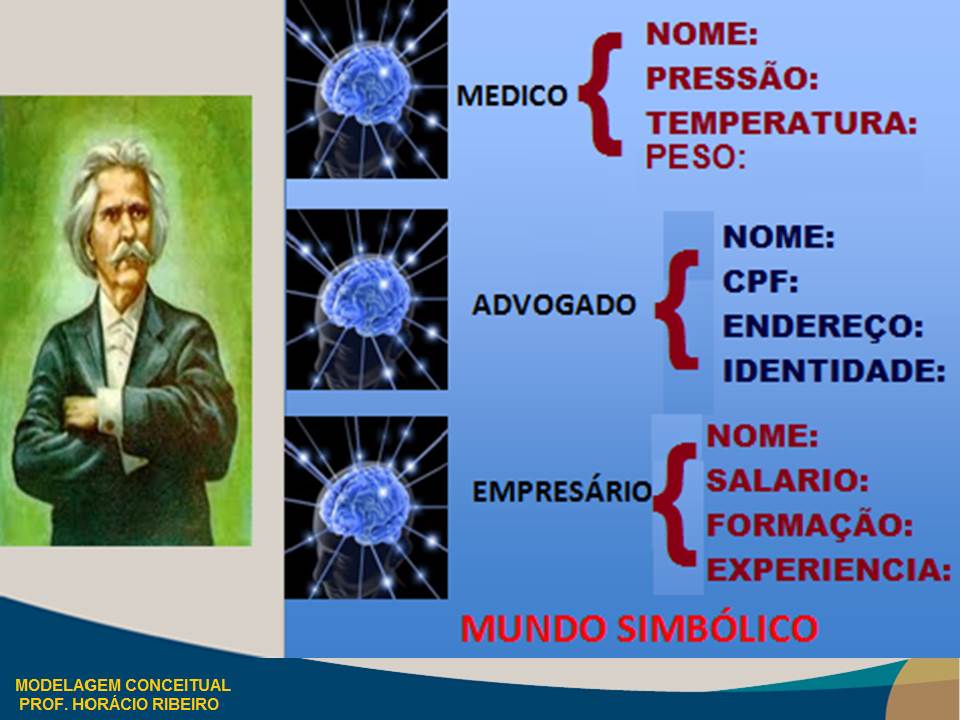 MEDICO
NOME:
PRESSÃO:
TEMPERATURA:
PESO:
ADVOGADO
NOME:
CPF:
ENDEREÇO:
IDENTIDADE:
EMPRESÁRIO
NOME:
SALARIO:
FORMAÇÃO:
EXPERIENCIA:
MUNDO SIMBÓLICO
MODELAGEM CONCEITUAL
PROF. HORÁCIO RIBEIRO